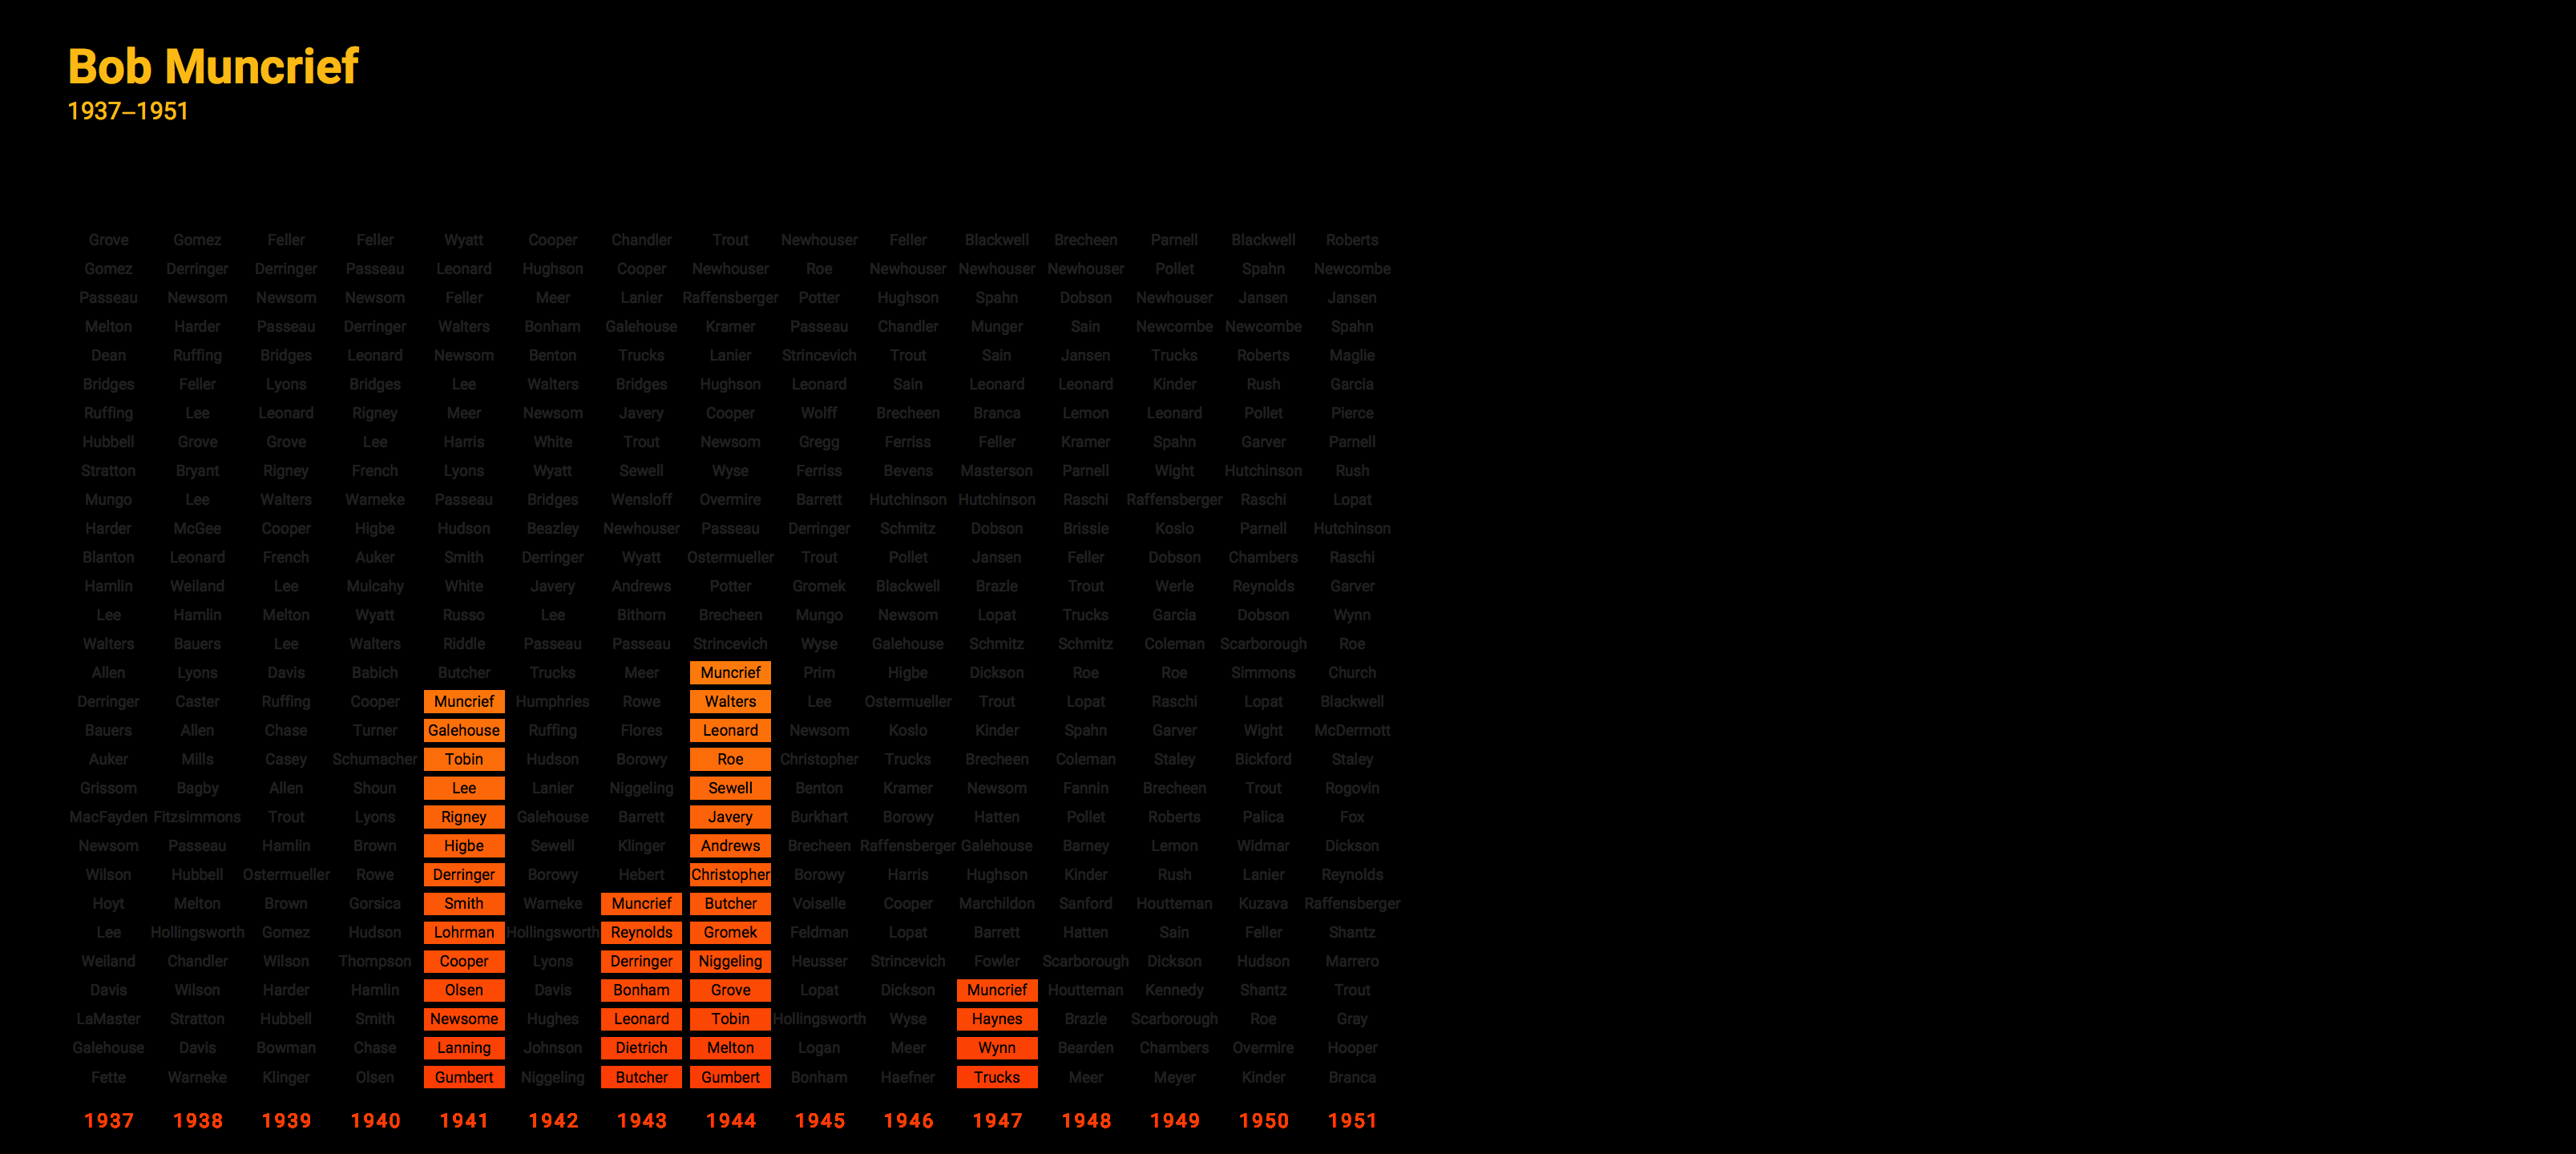 Bob Muncrief
1937–1951
Grove Gomez Feller Feller Wyatt Cooper Chandler Trout Newhouser Feller Blackwell Brecheen Parnell Blackwell Roberts
Gomez Derringer Derringer Passeau Leonard Hughson Cooper Newhouser Roe Newhouser Newhouser Newhouser Pollet Spahn Newcombe
Passeau Newsom Newsom Newsom Feller Meer Lanier Raffensberger Potter Hughson Spahn Dobson Newhouser Jansen Jansen
Melton Harder Passeau Derringer Walters Bonham Galehouse Kramer Passeau Chandler Munger Sain Newcombe Newcombe Spahn
Dean Ruffing Bridges Leonard Newsom Benton Trucks Lanier Strincevich Trout Sain Jansen Trucks Roberts Maglie
Bridges Feller Lyons Bridges Lee Walters Bridges Hughson Leonard Sain Leonard Leonard Kinder Rush Garcia
Ruffing Lee Leonard Rigney Meer Newsom Javery Cooper Wolff Brecheen Branca Lemon Leonard Pollet Pierce
Hubbell Grove Grove Lee Harris White Trout Newsom Gregg Ferriss Feller Kramer Spahn Garver Parnell
Stratton Bryant Rigney French Lyons Wyatt Sewell Wyse Ferriss Bevens Masterson Parnell Wight Hutchinson Rush
Mungo Lee Walters Warneke Passeau Bridges Wensloff Overmire Barrett Hutchinson Hutchinson Raschi Raffensberger Raschi Lopat
Harder McGee Cooper Higbe Hudson Beazley Newhouser Passeau Derringer Schmitz Dobson Brissie Koslo Parnell Hutchinson
Blanton Leonard French Auker Smith Derringer Wyatt Ostermueller Trout Pollet Jansen Feller Dobson Chambers Raschi
Hamlin Weiland Lee Mulcahy White Javery Andrews Potter Gromek Blackwell Brazle Trout Werle Reynolds Garver
Lee Hamlin Melton Wyatt Russo Lee Bithorn Brecheen Mungo Newsom Lopat Trucks Garcia Dobson Wynn
Walters Bauers Lee Walters Riddle Passeau Passeau Strincevich Wyse Galehouse Schmitz Schmitz Coleman Scarborough Roe
Allen Lyons Davis Babich Butcher Trucks Meer Muncrief Prim Higbe Dickson Roe Roe Simmons Church
Derringer Caster Ruffing Cooper Muncrief Humphries Rowe Walters Lee Ostermueller Trout Lopat Raschi Lopat Blackwell
Bauers Allen Chase Turner Galehouse Ruffing Flores Leonard Newsom Koslo Kinder Spahn Garver Wight McDermott
Auker Mills Casey Schumacher Tobin Hudson Borowy Roe Christopher Trucks Brecheen Coleman Staley Bickford Staley
Grissom Bagby Allen Shoun Lee Lanier Niggeling Sewell Benton Kramer Newsom Fannin Brecheen Trout Rogovin
MacFayden Fitzsimmons Trout Lyons Rigney Galehouse Barrett Javery Burkhart Borowy Hatten Pollet Roberts Palica Fox
Newsom Passeau Hamlin Brown Higbe Sewell Klinger Andrews Brecheen Raffensberger Galehouse Barney Lemon Widmar Dickson
Wilson Hubbell Ostermueller Rowe Derringer Borowy Hebert Christopher Borowy Harris Hughson Kinder Rush Lanier Reynolds
Hoyt Melton Brown Gorsica Smith Warneke Muncrief Butcher Voiselle Cooper Marchildon Sanford Houtteman Kuzava Raffensberger
Lee Hollingsworth Gomez Hudson Lohrman Hollingsworth Reynolds Gromek Feldman Lopat Barrett Hatten Sain Feller Shantz
Weiland Chandler Wilson Thompson Cooper Lyons Derringer Niggeling Heusser Strincevich Fowler Scarborough Dickson Hudson Marrero
Davis Wilson Harder Hamlin Olsen Davis Bonham Grove Lopat Dickson Muncrief Houtteman Kennedy Shantz Trout
LaMaster Stratton Hubbell Smith Newsome Hughes Leonard Tobin Hollingsworth Wyse Haynes Brazle Scarborough Roe Gray
Galehouse Davis Bowman Chase Lanning Johnson Dietrich Melton Logan Meer Wynn Bearden Chambers Overmire Hooper
Fette Warneke Klinger Olsen Gumbert Niggeling Butcher Gumbert Bonham Haefner Trucks Meer Meyer Kinder Branca
1937 1938 1939 1940 1941 1942 1943 1944 1945 1946 1947 1948 1949 1950 1951